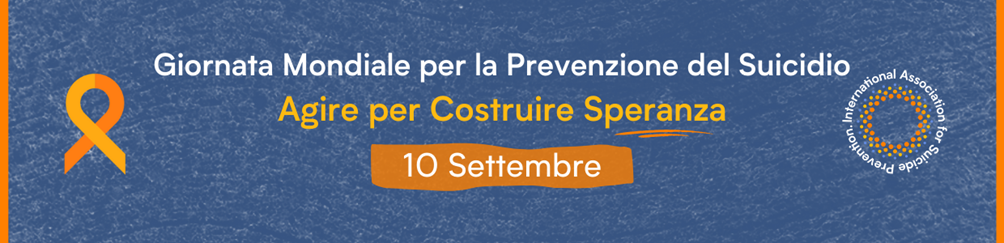 Giornata Mondiale per la Prevenzione del Suicidio
Agire per Costruire Speranza
10 Settembre
International Association for Suicide Prevention.